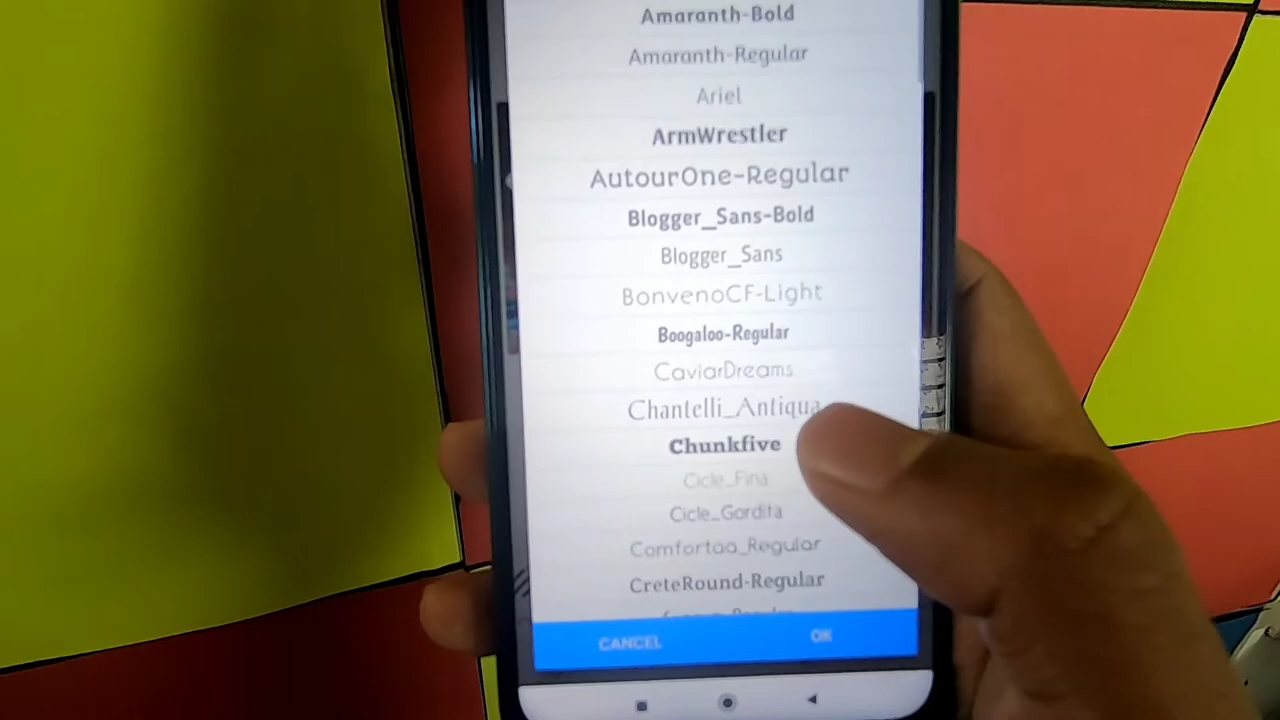 Amaranth-Bold
Amaranth-Regular
Ariel
ArmWrestler
AutourOne-Regular
Blogger_Sans-Bold
Blogger_Sans
BonvenoCF-Light
Boogaloo-Regular
CaviarDreams
Chantelli_Antiqua
Chunkfive
Cicle_Fina
Cicle_Gordita
Comfortaa_Regular
CreteRound-Regular
CANCEL OK